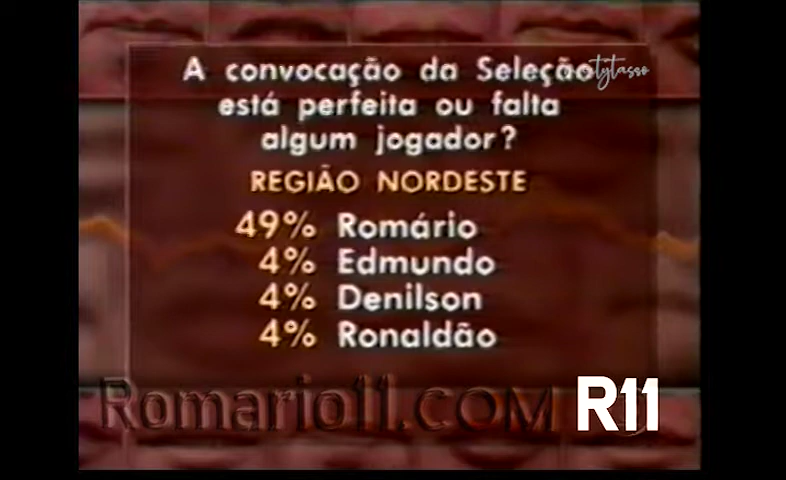 A convocação da Seleção
está perfeita ou falta
algum jogador?
REGIÃO NORDESTE
49% Romário
4% Edmundo
4% Denilson
4% Ronaldão
Romario11.COM
R11